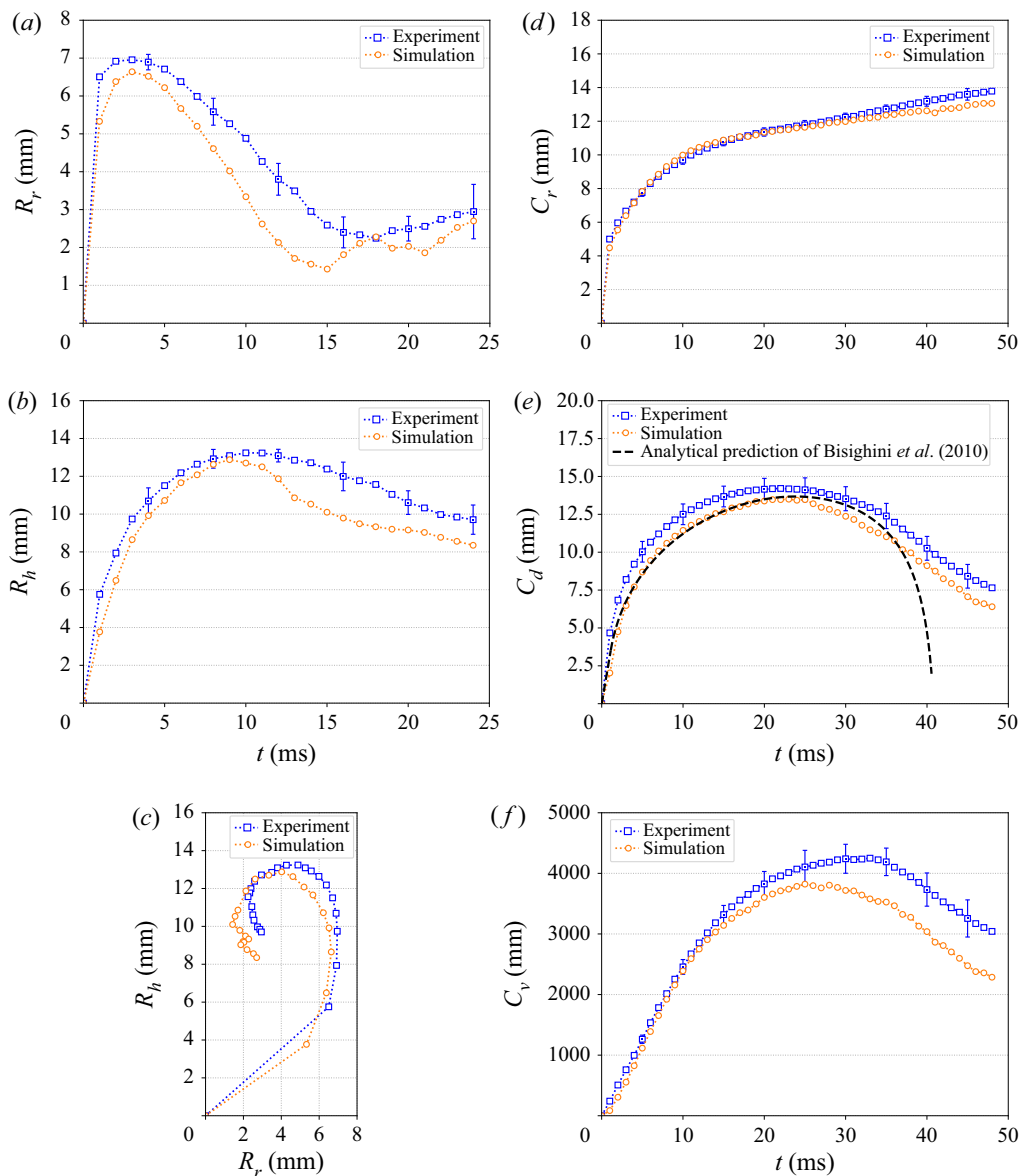 (a)
8
7
6
5
4
3
2
1
0
5
10
15
20
25
R_r (mm)
Experiment
Simulation
(d)
18
16
14
12
10
8
6
4
2
0
10
20
30
40
50
C_r (mm)
Experiment
Simulation
(b)
16
14
12
10
8
6
4
2
0
5
10
15
20
25
R_h (mm)
t (ms)
Experiment
Simulation
(e)
20.0
17.5
15.0
12.5
10.0
7.5
5.0
2.5
0
10
20
30
40
50
C_d (mm)
t (ms)
Experiment
Simulation
Analytical prediction of Bisighini et al. (2010)
(c)
16
14
12
10
8
6
4
2
0
2
4
6
8
R_h (mm)
R_r (mm)
Experiment
Simulation
(f)
5000
4000
3000
2000
1000
0
10
20
30
40
50
C_v (mm)
t (ms)
Experiment
Simulation